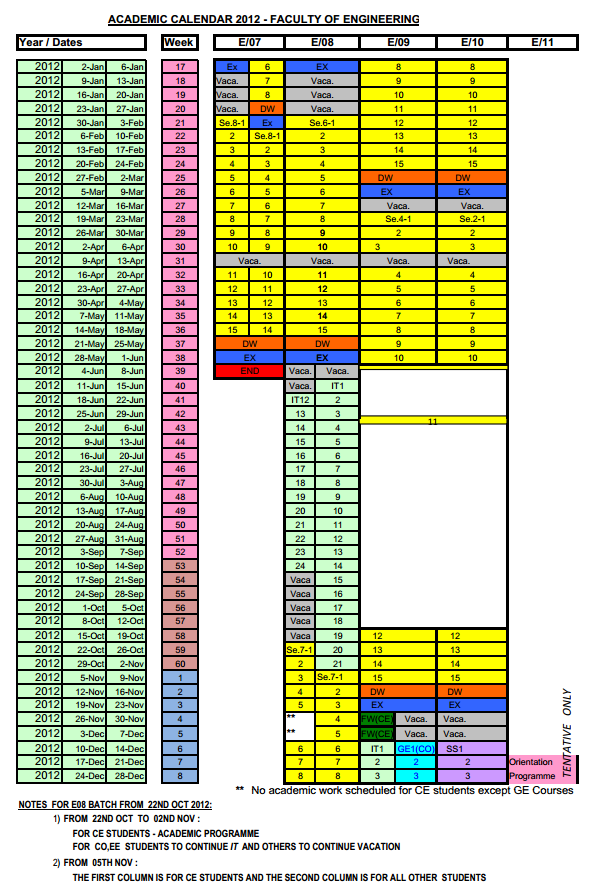 ACADEMIC CALENDAR 2012 - FACULTY OF ENGINEERING
Year / Dates Week E/07 E/08 E/09 E/10 E/11
2012 2-Jan 6-Jan 17 Ex 6 EX 8 8
2012 9-Jan 13-Jan 18 Vaca. 7 Vaca. 9 9
2012 16-Jan 20-Jan 19 Vaca. 8 Vaca. 10 10
2012 23-Jan 27-Jan 20 Vaca. DW Vaca. 11 11
2012 30-Jan 3-Feb 21 Se.8-1 Ex Se.6-1 12 12
2012 6-Feb 10-Feb 22 2 Se.8-1 2 13 13
2012 13-Feb 17-Feb 23 3 2 3 14 14
2012 20-Feb 24-Feb 24 4 3 4 15 15
2012 27-Feb 2-Mar 25 5 4 5 DW DW
2012 5-Mar 9-Mar 26 6 5 6 EX EX
2012 12-Mar 16-Mar 27 7 6 7 Vaca. Vaca.
2012 19-Mar 23-Mar 28 8 7 8 Se.4-1 Se.2-1
2012 26-Mar 30-Mar 29 9 8 9 2 2
2012 2-Apr 6-Apr 30 10 9 10 3 3
2012 9-Apr 13-Apr 31 Vaca. Vaca. Vaca. Vaca.
2012 16-Apr 20-Apr 32 11 10 11 4 4
2012 23-Apr 27-Apr 33 12 11 12 5 5
2012 30-Apr 4-May 34 13 12 13 6 6
2012 7-May 11-May 35 14 13 14 7 7
2012 14-May 18-May 36 15 14 15 8 8
2012 21-May 25-May 37 DW DW 9 9
2012 28-May 1-Jun 38 EX EX 10 10
2012 4-Jun 8-Jun 39 END Vaca. Vaca.
2012 11-Jun 15-Jun 40 Vaca. IT1
2012 18-Jun 22-Jun 41 IT12 2
2012 25-Jun 29-Jun 42 13 3
2012 2-Jul 6-Jul 43 14 4 11
2012 9-Jul 13-Jul 44 15 5
2012 16-Jul 20-Jul 45 16 6
2012 23-Jul 27-Jul 46 17 7
2012 30-Jul 3-Aug 47 18 8
2012 6-Aug 10-Aug 48 19 9
2012 13-Aug 17-Aug 49 20 10
2012 20-Aug 24-Aug 50 21 11
2012 27-Aug 31-Aug 51 22 12
2012 3-Sep 7-Sep 52 23 13
2012 10-Sep 14-Sep 53 24 14
2012 17-Sep 21-Sep 54 Vaca 15
2012 24-Sep 28-Sep 55 Vaca 16
2012 1-Oct 5-Oct 56 Vaca 17
2012 8-Oct 12-Oct 57 Vaca 18
2012 15-Oct 19-Oct 58 Vaca 19 12 12
2012 22-Oct 26-Oct 59 Se.7-1 20 13 13
2012 29-Oct 2-Nov 60 2 21 14 14
2012 5-Nov 9-Nov 1 3 Se.7-1 15 15
2012 12-Nov 16-Nov 2 4 2 DW DW
2012 19-Nov 23-Nov 3 5 3 EX EX
2012 26-Nov 30-Nov 4 ** 4 FW(CE) Vaca. Vaca.
2012 3-Dec 7-Dec 5 ** 5 FW(CE) Vaca. Vaca.
2012 10-Dec 14-Dec 6 6 6 IT1 GE1(CO) SS1
2012 17-Dec 21-Dec 7 7 7 2 2 2 Orientation
2012 24-Dec 28-Dec 8 8 8 3 3 3 Programme
TENTATIVE ONLY
** No academic work scheduled for CE students except GE Courses
NOTES FOR E08 BATCH FROM 22ND OCT 2012:
1) FROM 22ND OCT TO 02ND NOV :
FOR CE STUDENTS - ACADEMIC PROGRAMME
FOR CO,EE STUDENTS TO CONTINUE IT AND OTHERS TO CONTINUE VACATION
2) FROM 05TH NOV :
THE FIRST COLUMN IS FOR CE STUDENTS AND THE SECOND COLUMN IS FOR ALL OTHER STUDENTS